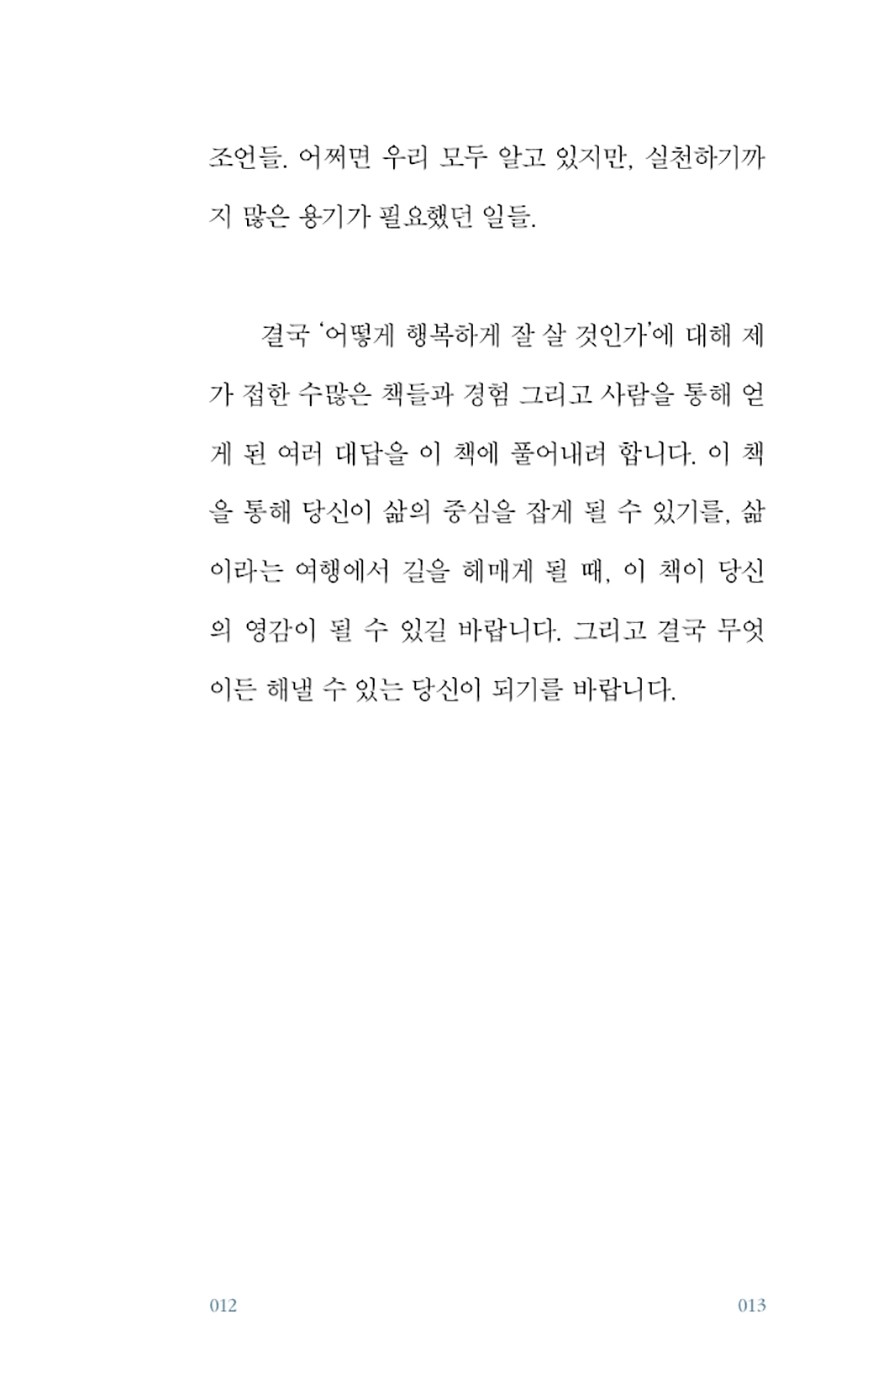 조언들. 어쩌면 우리 모두 알고 있지만, 실천하기까
지 많은 용기가 필요했던 일들.
결국 ‘어떻게 행복하게 잘 살 것인가’에 대해 제
가 접한 수많은 책들과 경험 그리고 사람을 통해 얻
게 된 여러 대답을 이 책에 풀어내려 합니다. 이 책
을 통해 당신이 삶의 중심을 잡게 될 수 있기를, 삶
이라는 여행에서 길을 헤매게 될 때, 이 책이 당신
의 영감이 될 수 있길 바랍니다. 그리고 결국 무엇
이든 해낼 수 있는 당신이 되기를 바랍니다.
012 013